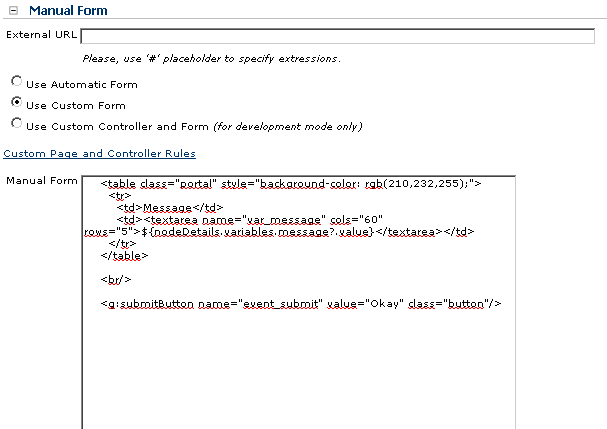 Manual Form
External URL
Please, use '#' placeholder to specify extressions.
Use Automatic Form
Use Custom Form
Use Custom Controller and Form (for development mode only)
Custom Page and Controller Rules
Manual Form
<table class="portal" style="background-color: rgb(210,232,255);">
<tr>
<td>Message</td>
<td><textarea name="var_message" cols="60"
rows="5">${nodeDetails.variables.message?.value}</textarea></td>
</tr>
</table>
<br/>
<g:submitButton name="event_submit" value="Okay" class="button"/>